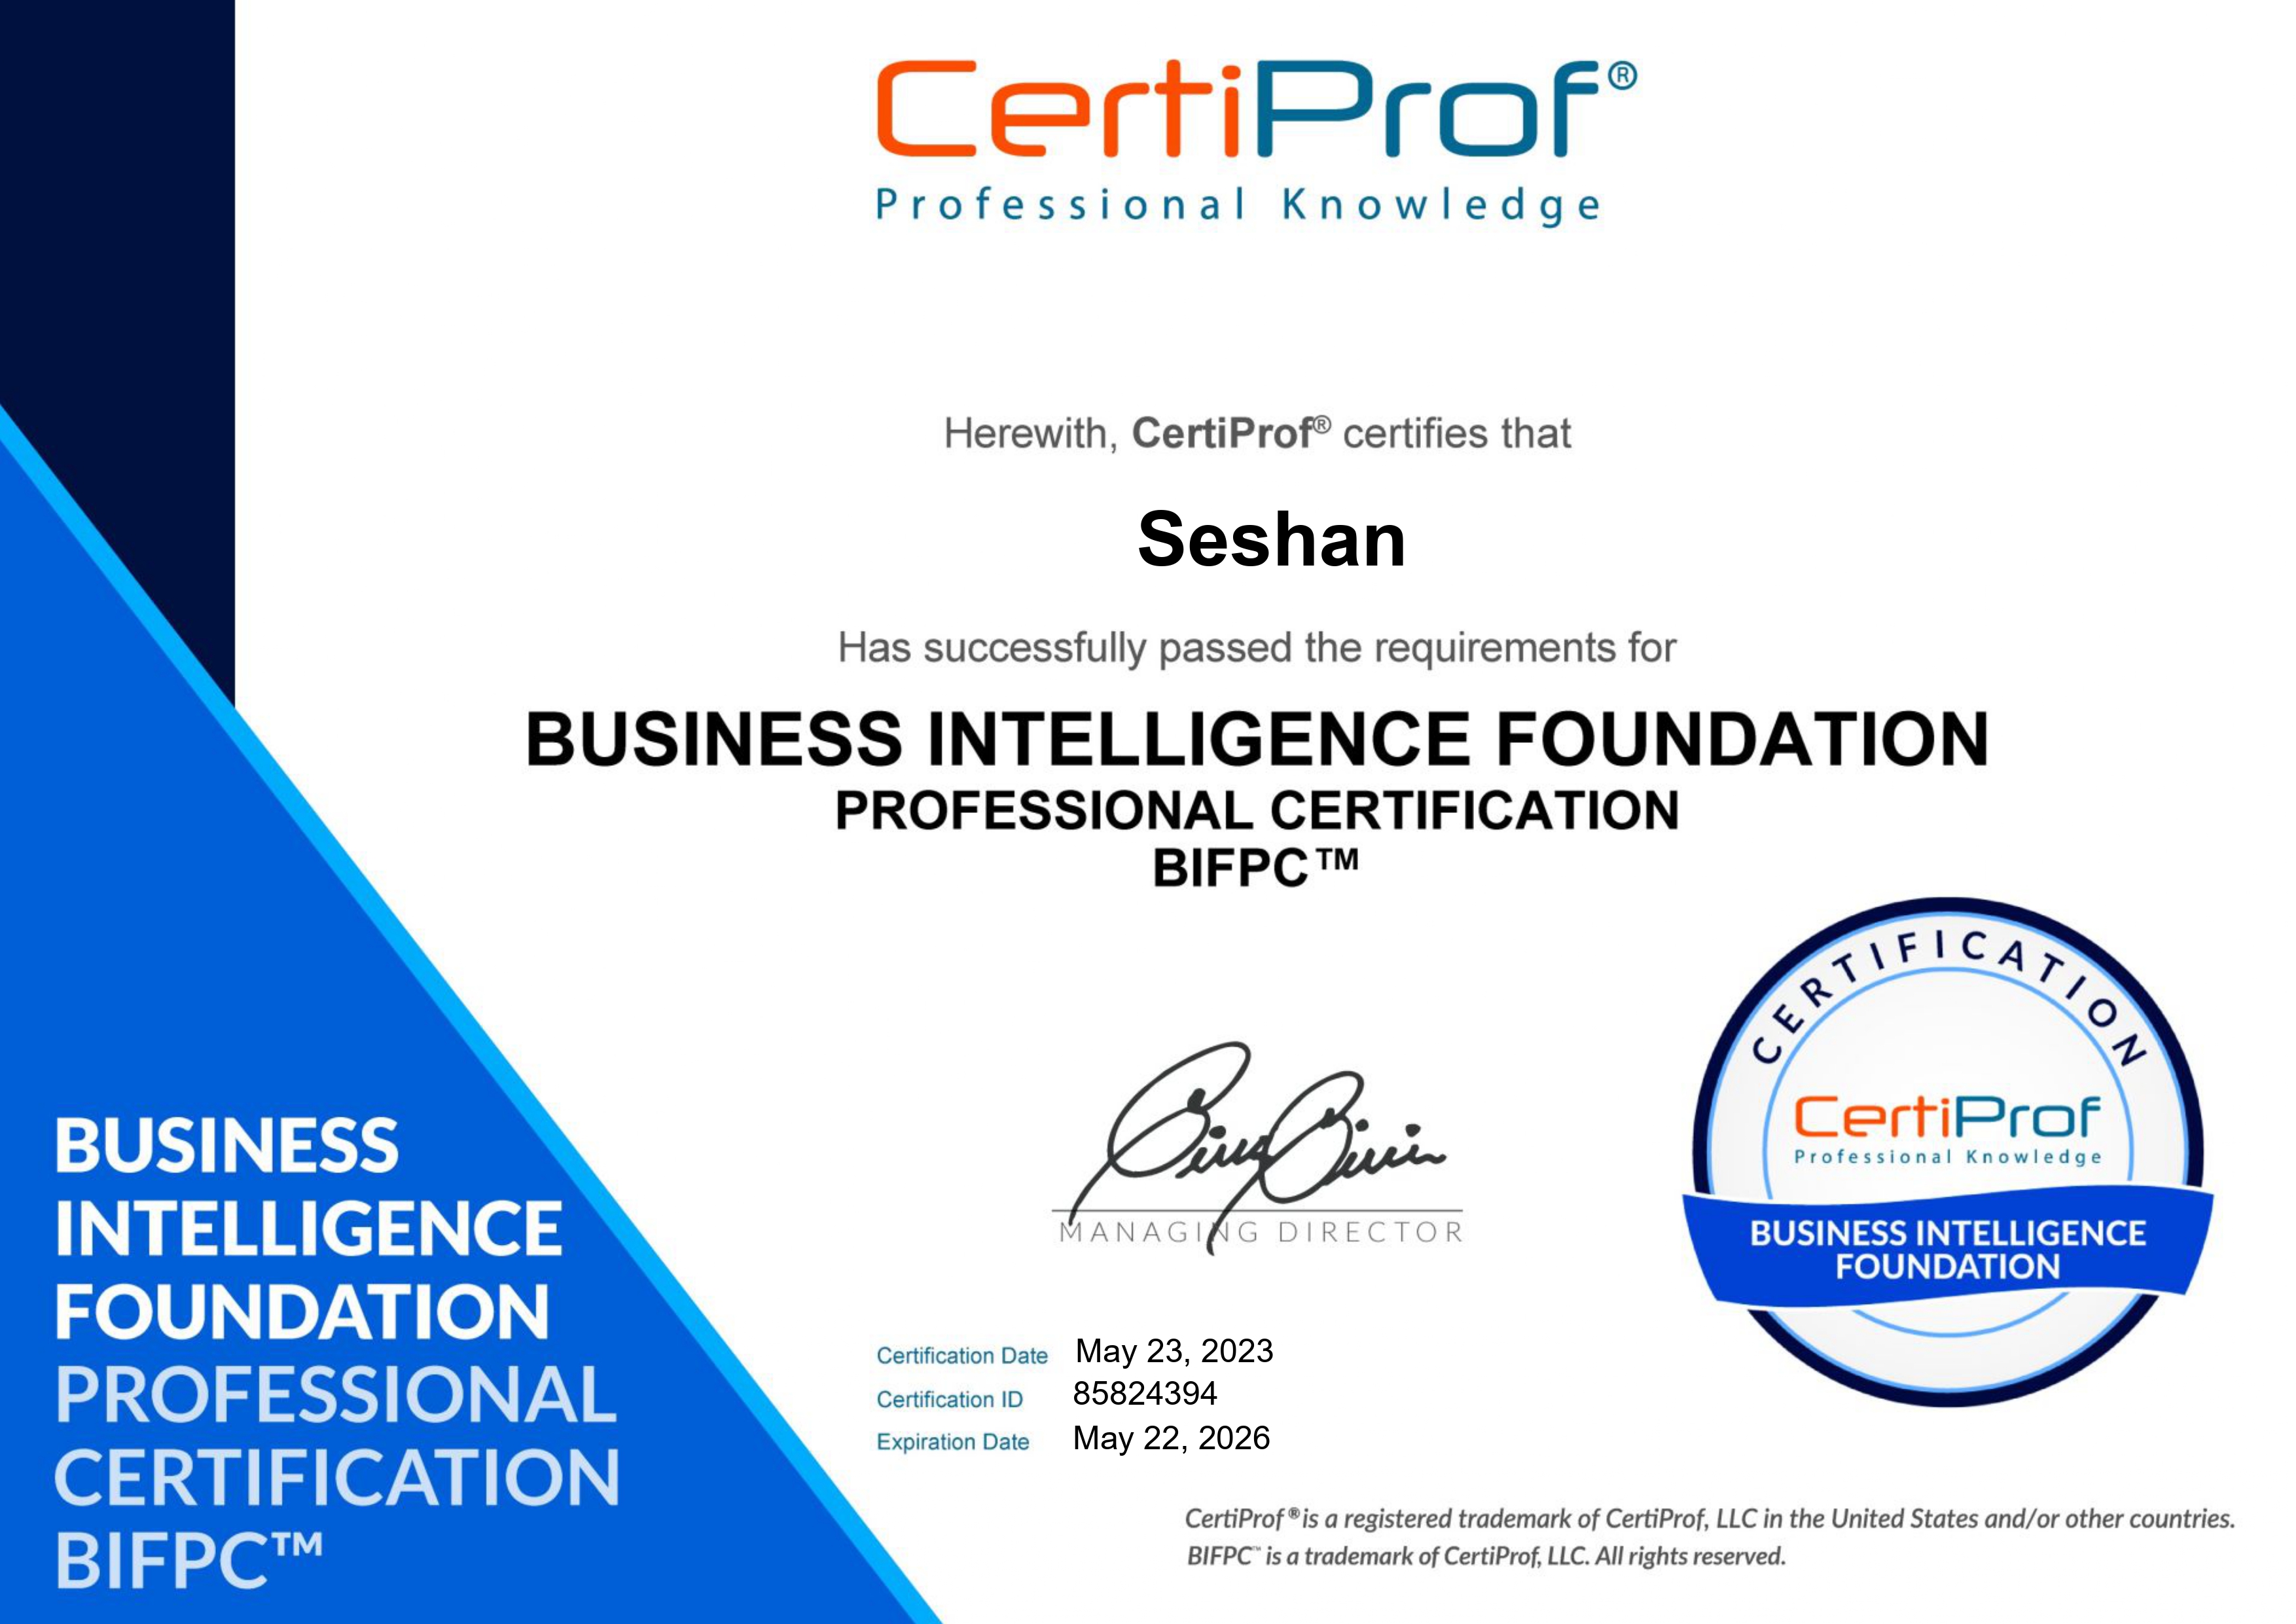 CertiProf®
Professional Knowledge
Herewith, CertiProf® certifies that
Seshan
Has successfully passed the requirements for
BUSINESS INTELLIGENCE FOUNDATION
PROFESSIONAL CERTIFICATION
BIFPC™
MANAGING DIRECTOR
CERTIFICATION
CertiProf
Professional Knowledge
BUSINESS INTELLIGENCE
FOUNDATION
BUSINESS
INTELLIGENCE
FOUNDATION
PROFESSIONAL
CERTIFICATION
BIFPC™
Certification Date May 23, 2023
Certification ID 85824394
Expiration Date May 22, 2026
CertiProf® is a registered trademark of CertiProf, LLC in the United States and/or other countries.
BIFPC™ is a trademark of CertiProf, LLC. All rights reserved.